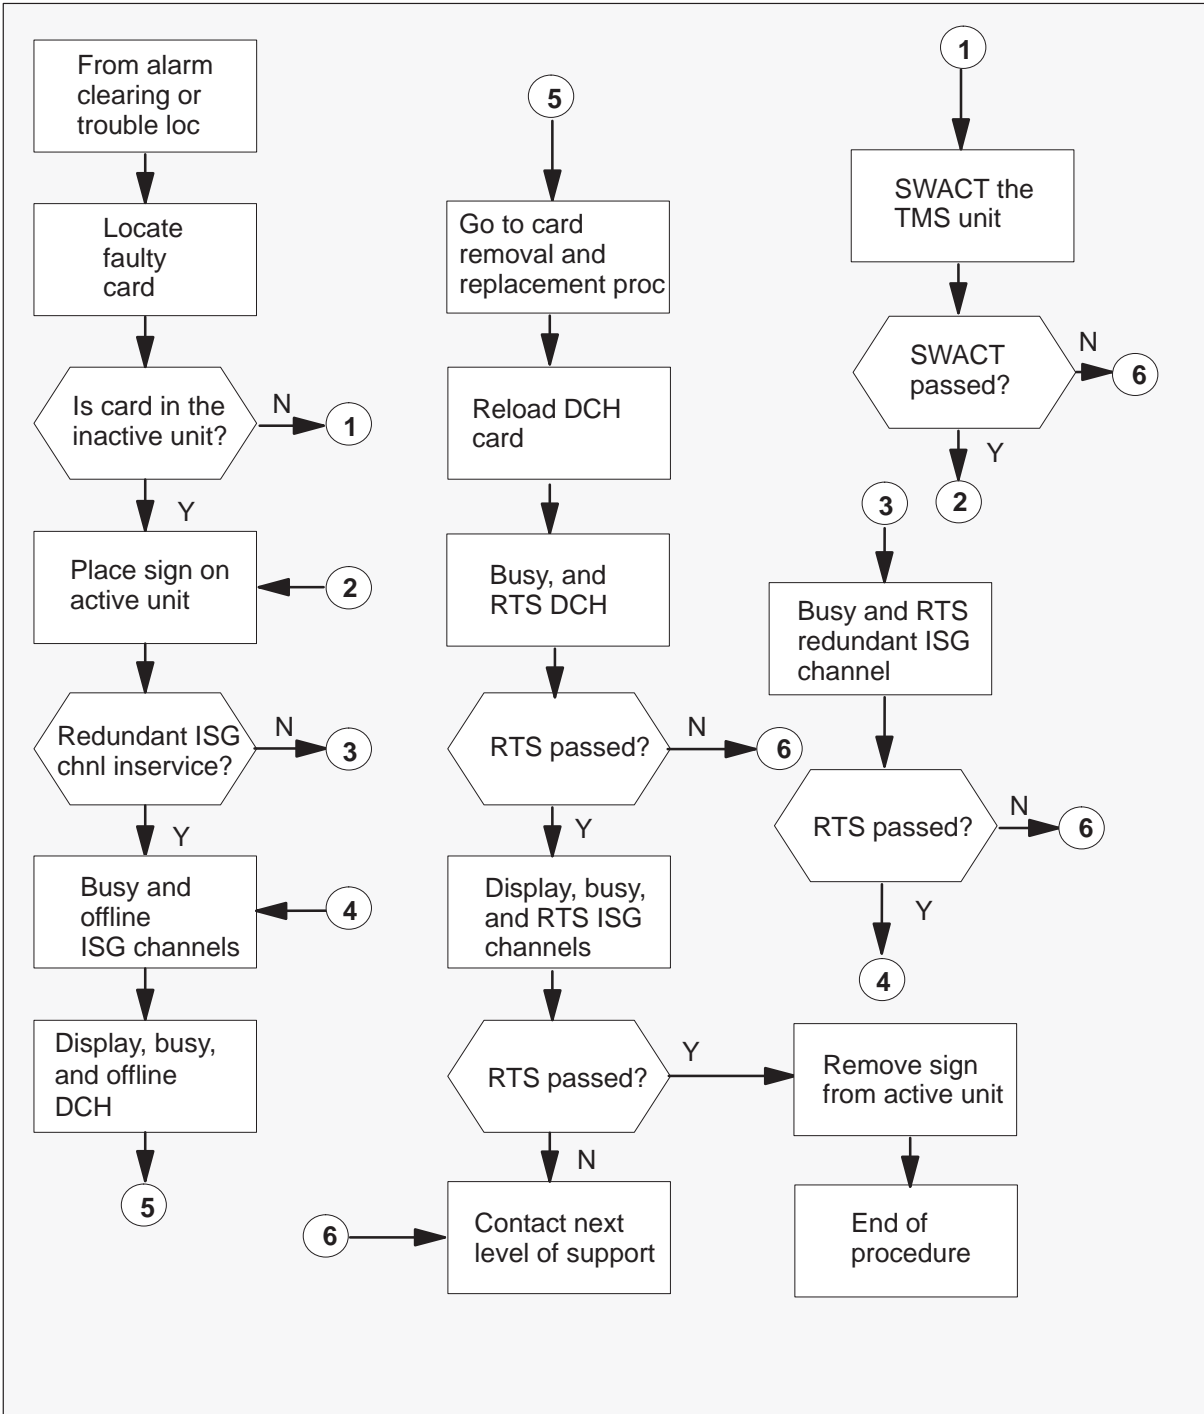 From alarm
clearing or
trouble loc
Locate
faulty
card
Is card in the
inactive unit?
N
1
Y
Place sign on
active unit
2
Redundant ISG
chnl inservice?
N
3
Y
Busy and
offline
ISG channels
4
Display, busy,
and offline
DCH
5
5
Go to card
removal and
replacement proc
Reload DCH
card
Busy, and
RTS DCH
RTS passed?
N
6
Y
Display, busy,
and RTS ISG
channels
RTS passed?
Y
N
6
Contact next
level of support
1
SWACT the
TMS unit
SWACT
passed?
N
6
Y
2
3
Busy and RTS
redundant ISG
channel
RTS passed?
N
6
Y
4
Remove sign
from active unit
End of
procedure